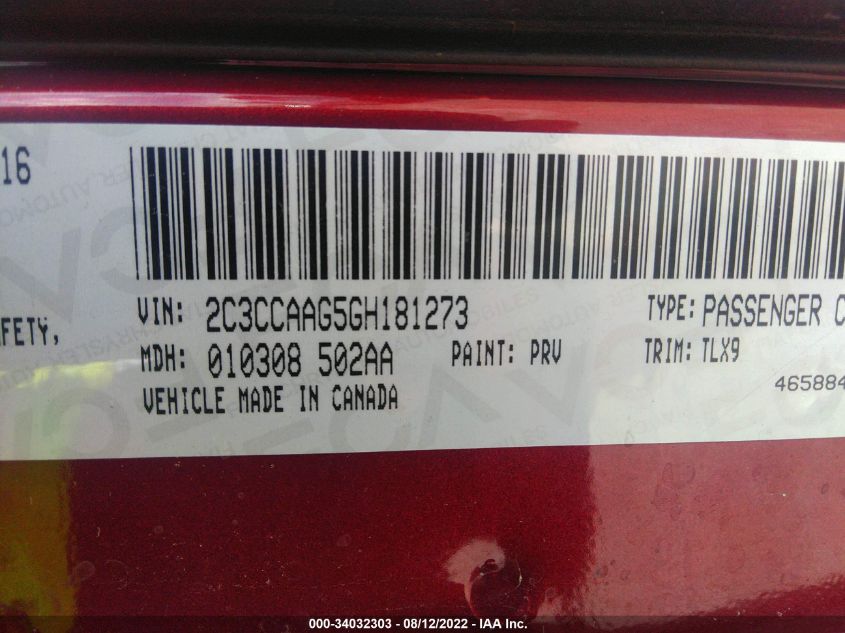 16
VIN: 2C3CCAAG5GH181273
TYPE: PASSENGER C
FETY,
MDH: 010308 502AA
PAINT: PRV
TRIM: TLX9
VEHICLE MADE IN CANADA
465884
000-34032303 - 08/12/2022 - IAA Inc.